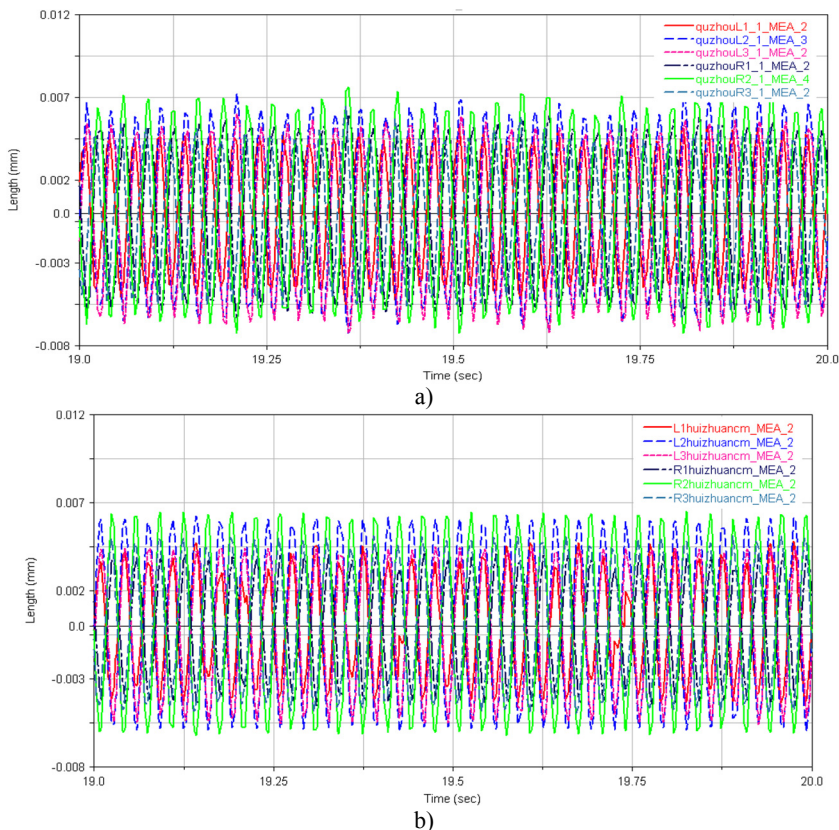 0.012
quzhouL1_1_MEA_2
quzhouL2_1_MEA_3
quzhouL3_1_MEA_2
quzhouR1_1_MEA_2
quzhouR2_1_MEA_4
quzhouR3_1_MEA_2
0.007
Length (mm)
0.002
0.0
-0.003
-0.008
19.0 19.25 19.5 19.75 20.0
Time (sec)
a)
0.012
L1huizhuancm_MEA_2
L2huizhuancm_MEA_2
L3huizhuancm_MEA_2
R1huizhuancm_MEA_2
R2huizhuancm_MEA_2
R3huizhuancm_MEA_2
0.007
Length (mm)
0.002
0.0
-0.003
-0.008
19.0 19.25 19.5 19.75 20.0
Time (sec)
b)